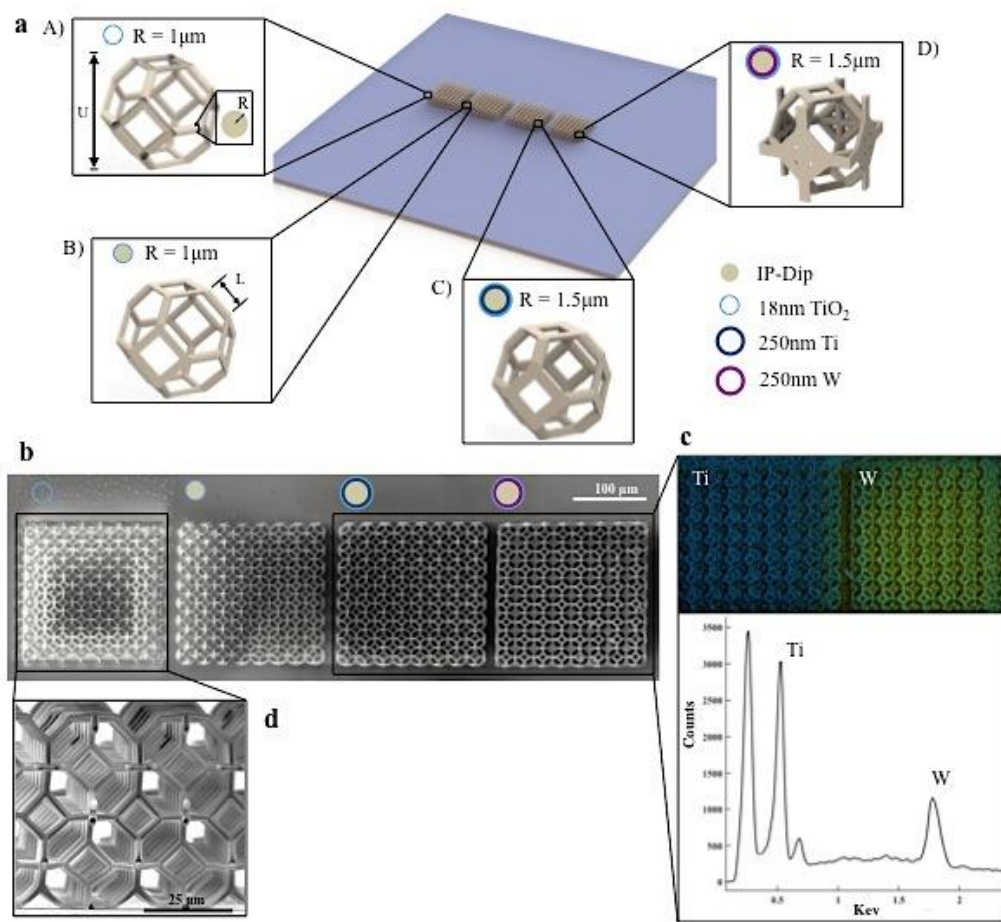 a
A)
R = 1μm
U
R
D)
R = 1.5μm
B)
R = 1μm
L
C)
R = 1.5μm
IP-Dip
18nm TiO₂
250nm Ti
250nm W
b
100 μm
c
Ti
W
3500
3000
2500
2000
1500
1000
500
0
Counts
Ti
W
0.5
1
1.5
2
Kev
d
25 μm